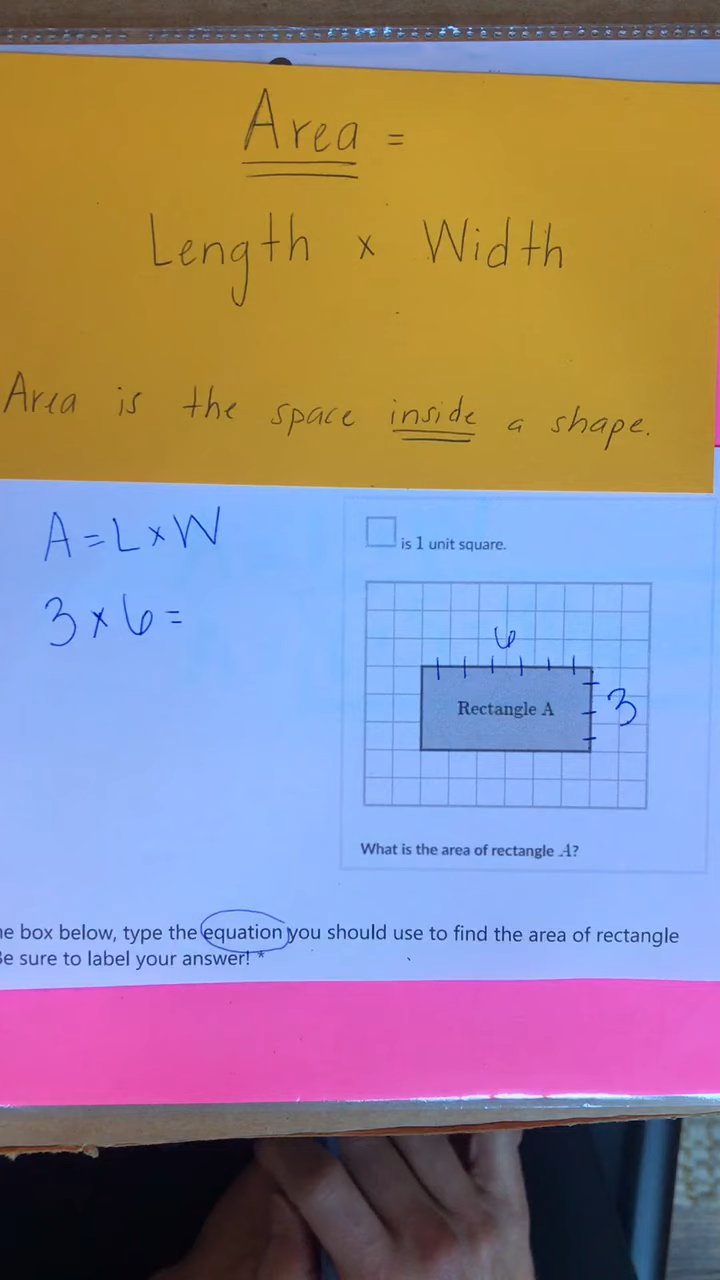 Area =
Length x Width
Area is the space inside a shape.
A = L x W
3 x 6 =
is 1 unit square.
6
Rectangle A
3
What is the area of rectangle A?
box below, type the equation you should use to find the area of rectangle
sure to label your answer! *